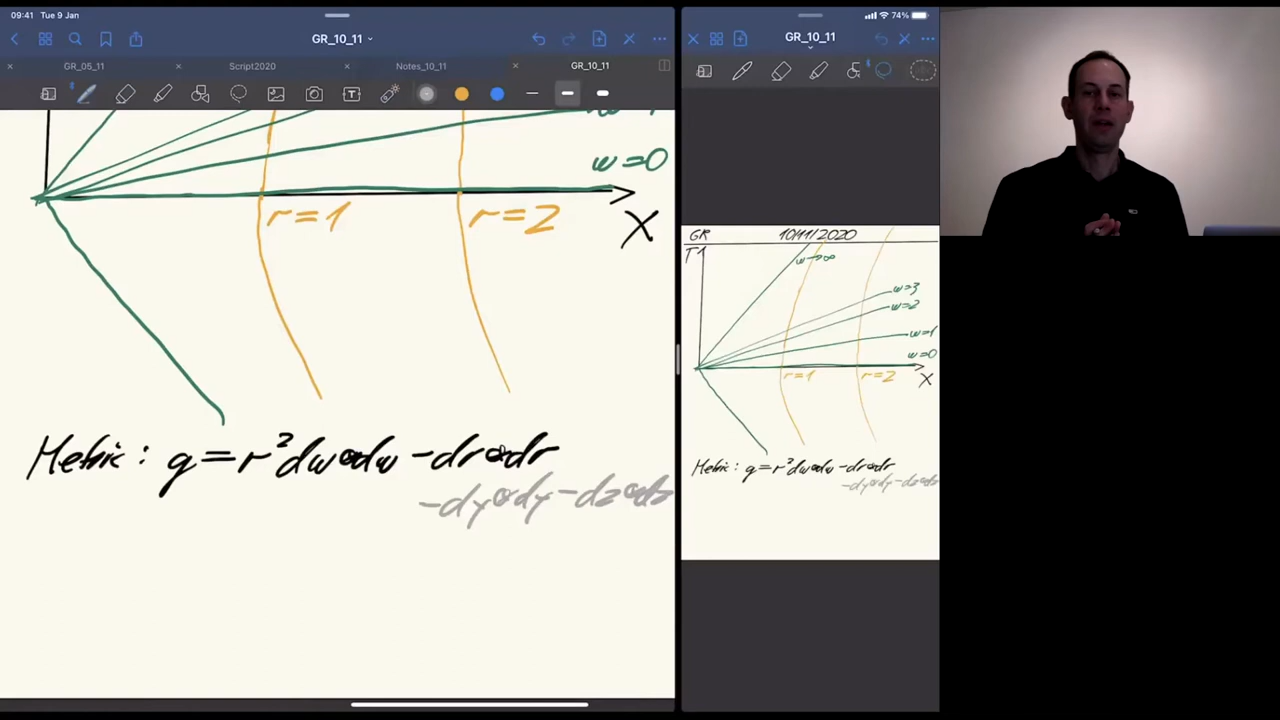 09:41 Tue 9 Jan
74%
GR_10_11
GR_10_11
GR_05_11
Script2020
Notes_10_11
GR_10_11
T
w=0
r=1
r=2
X
Metric: g=r²dw⊗dw-dr⊗dr
-dy⊗dy-dz⊗dz
GR 10/11/2020
T
w→∞
w=3
w=2
w=1
w=0
r=1
r=2
X
Metric: g=r²dw⊗dw-dr⊗dr
-dy⊗dy-dz⊗dz